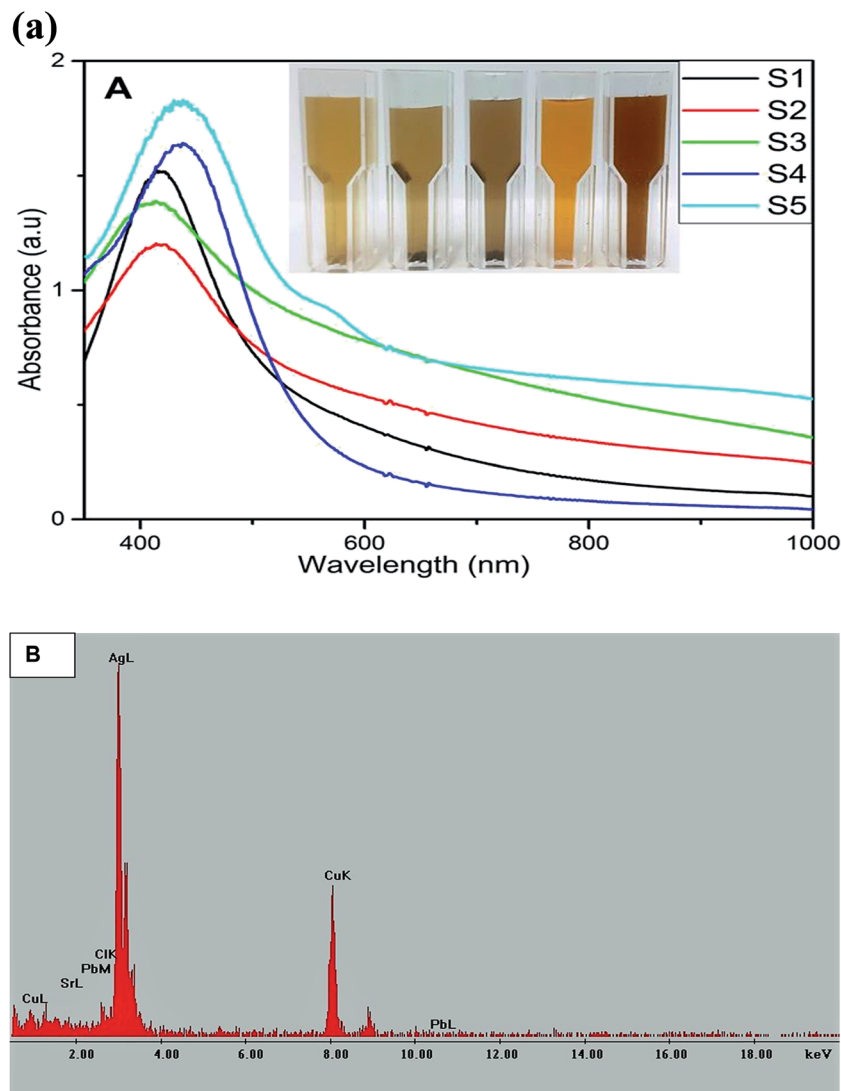 (a)
A
S1
S2
S3
S4
S5
2
1
0
Absorbance (a.u)
400
600
800
1000
Wavelength (nm)
B
AgL
CuK
ClK
PbM
SrL
CuL
PbL
2.00 4.00 6.00 8.00 10.00 12.00 14.00 16.00 18.00 keV